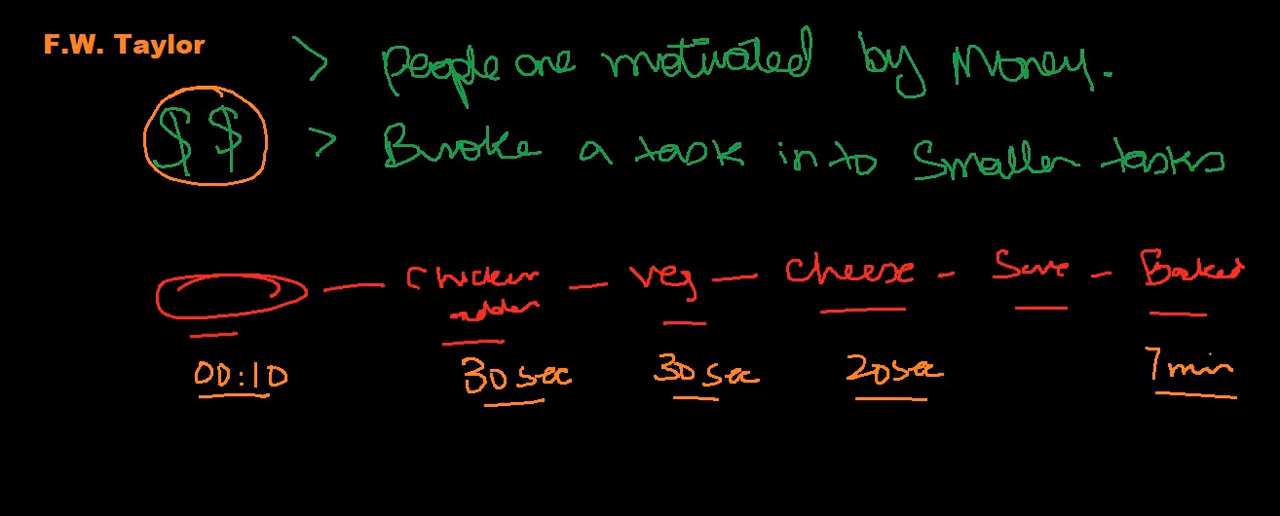 F.W. Taylor
> People are motivated by Money.
$ $
> Broke a task in to Smaller tasks
Chicken - Veg - Cheese - - Baked
added
00:10 30 sec 30 sec 20 sec 7 min